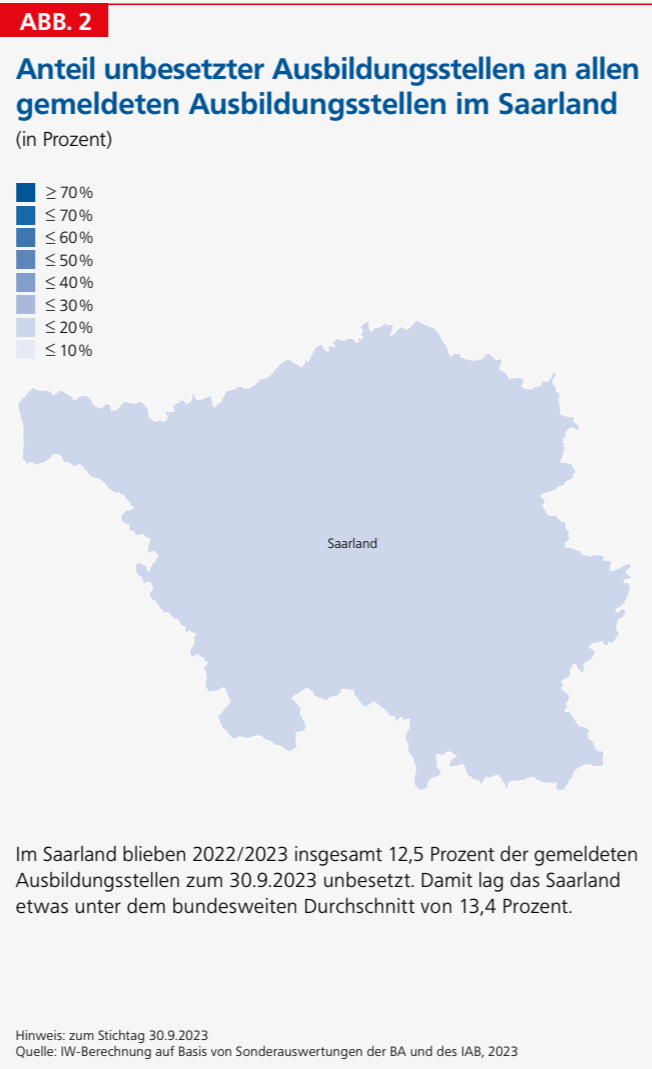 ABB. 2
Anteil unbesetzter Ausbildungsstellen an allen
gemeldeten Ausbildungsstellen im Saarland
(in Prozent)
≥ 70 %
≤ 70 %
≤ 60 %
≤ 50 %
≤ 40 %
≤ 30 %
≤ 20 %
≤ 10 %
Saarland
Im Saarland blieben 2022/2023 insgesamt 12,5 Prozent der gemeldeten
Ausbildungsstellen zum 30.9.2023 unbesetzt. Damit lag das Saarland
etwas unter dem bundesweiten Durchschnitt von 13,4 Prozent.
Hinweis: zum Stichtag 30.9.2023
Quelle: IW-Berechnung auf Basis von Sonderauswertungen der BA und des IAB, 2023